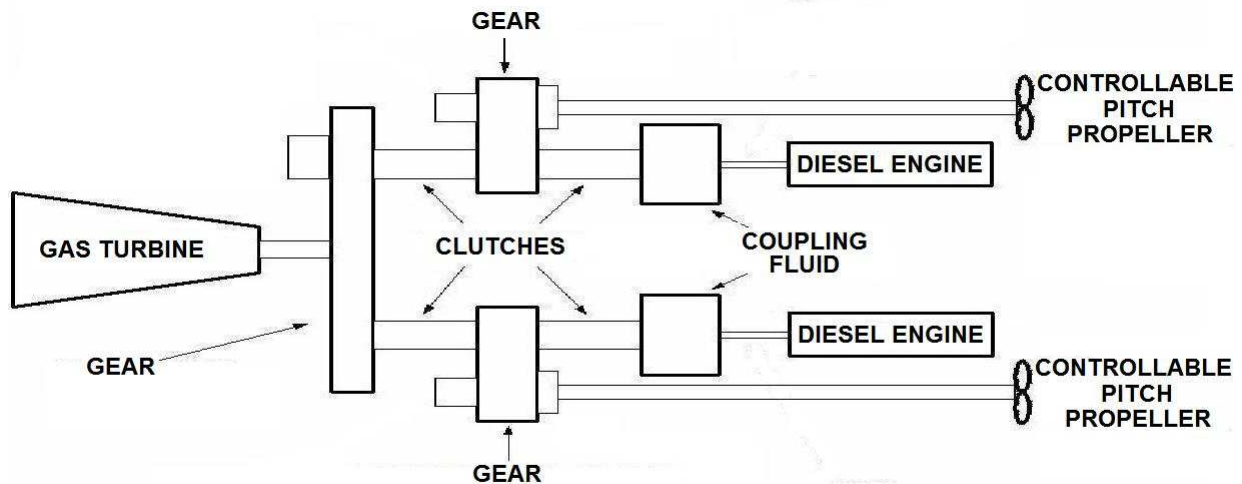 GEAR
CONTROLLABLE
PITCH
PROPELLER
DIESEL ENGINE
GAS TURBINE
CLUTCHES
COUPLING
FLUID
DIESEL ENGINE
GEAR
CONTROLLABLE
PITCH
PROPELLER
GEAR